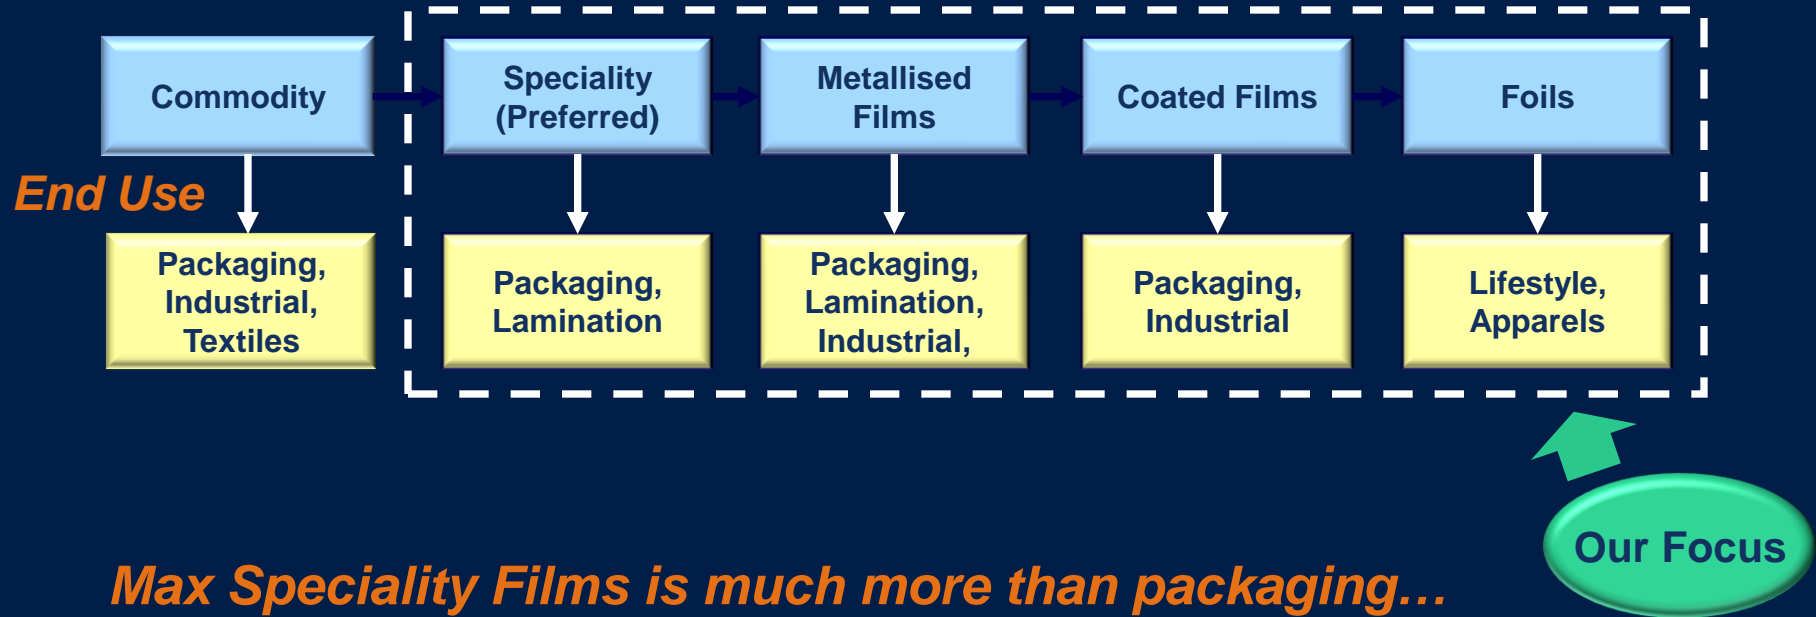 Commodity
Speciality
(Preferred)
Metallised
Films
Coated Films
Foils
End Use
Packaging,
Industrial,
Textiles
Packaging,
Lamination
Packaging,
Lamination,
Industrial,
Packaging,
Industrial
Lifestyle,
Apparels
Our Focus
Max Speciality Films is much more than packaging…